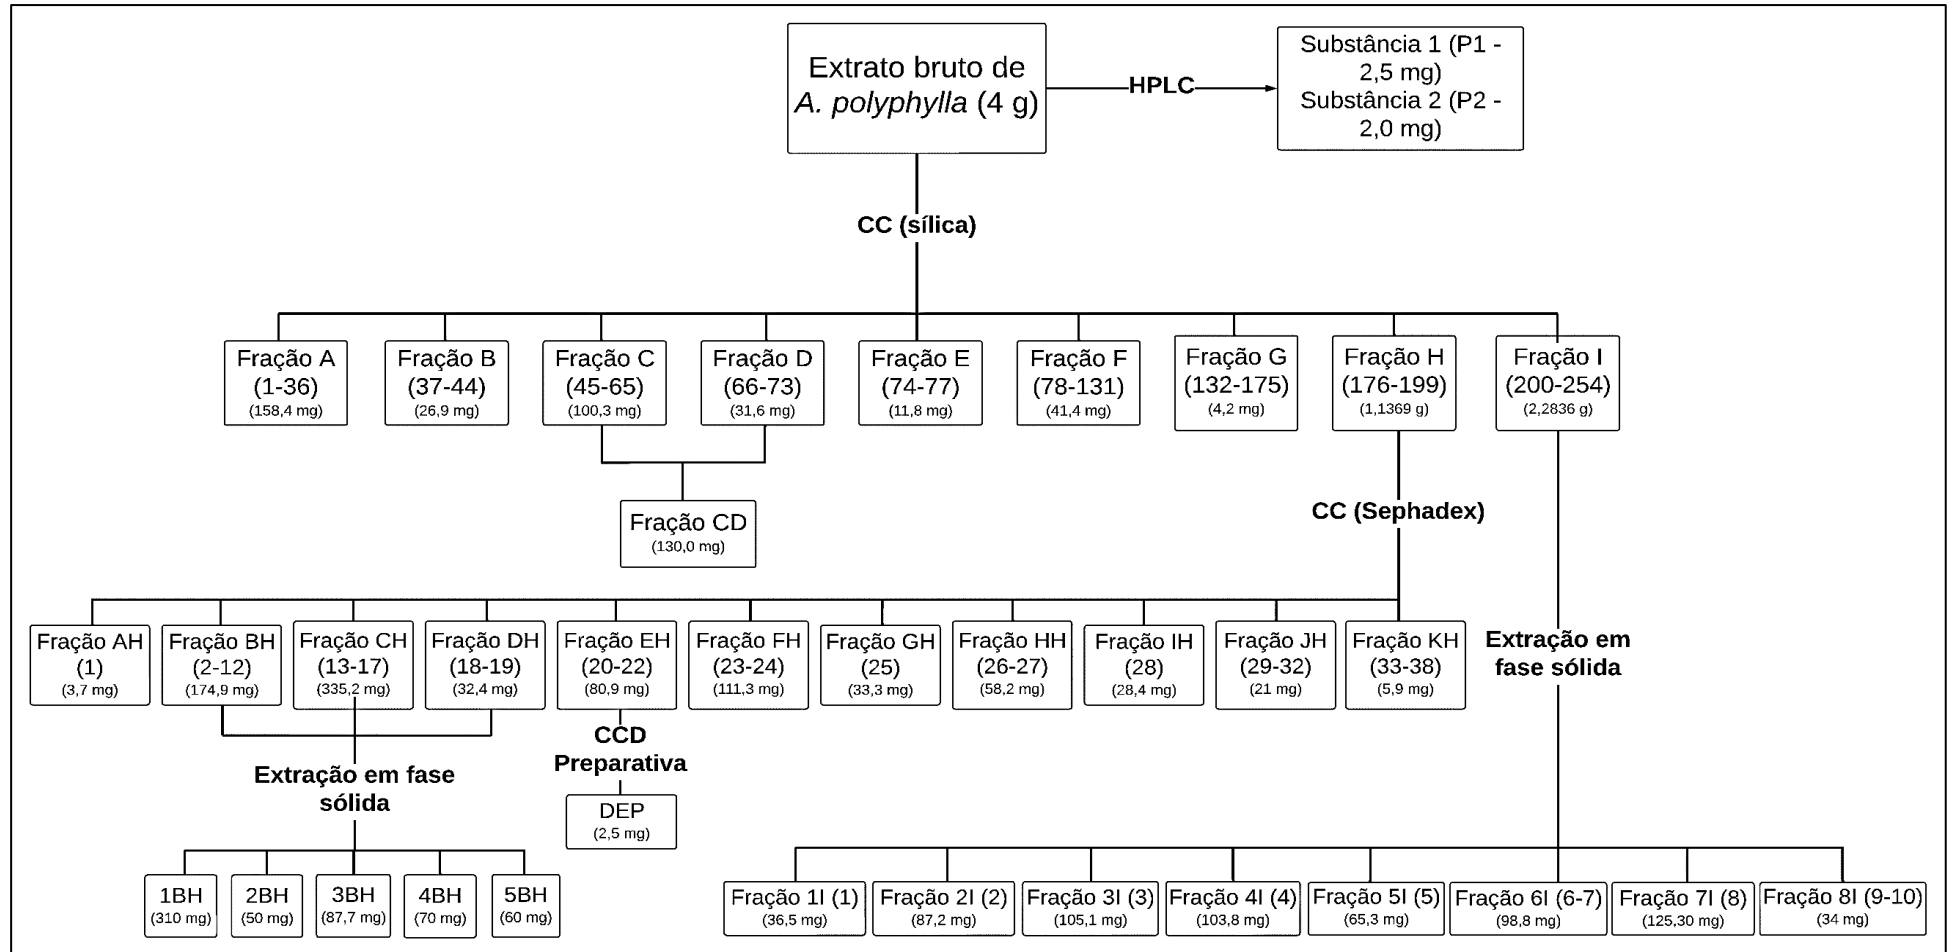 Extrato bruto de
A. polyphylla (4 g)
HPLC
Substância 1 (P1 -
2,5 mg)
Substância 2 (P2 -
2,0 mg)
CC (sílica)
Fração A
(1-36)
(158,4 mg)
Fração B
(37-44)
(26,9 mg)
Fração C
(45-65)
(100,3 mg)
Fração D
(66-73)
(31,6 mg)
Fração E
(74-77)
(11,8 mg)
Fração F
(78-131)
(41,4 mg)
Fração G
(132-175)
(4,2 mg)
Fração H
(176-199)
(1,1369 g)
Fração I
(200-254)
(2,2836 g)
Fração CD
(130,0 mg)
CC (Sephadex)
Fração AH
(1)
(3,7 mg)
Fração BH
(2-12)
(174,9 mg)
Fração CH
(13-17)
(335,2 mg)
Fração DH
(18-19)
(32,4 mg)
Fração EH
(20-22)
(80,9 mg)
Fração FH
(23-24)
(111,3 mg)
Fração GH
(25)
(33,3 mg)
Fração HH
(26-27)
(58,2 mg)
Fração IH
(28)
(28,4 mg)
Fração JH
(29-32)
(21 mg)
Fração KH
(33-38)
(5,9 mg)
Extração em
fase sólida
Extração em fase
sólida
CCD
Preparativa
DEP
(2,5 mg)
1BH
(310 mg)
2BH
(50 mg)
3BH
(87,7 mg)
4BH
(70 mg)
5BH
(60 mg)
Fração 1I (1)
(36,5 mg)
Fração 2I (2)
(87,2 mg)
Fração 3I (3)
(105,1 mg)
Fração 4I (4)
(103,8 mg)
Fração 5I (5)
(65,3 mg)
Fração 6I (6-7)
(98,8 mg)
Fração 7I (8)
(125,30 mg)
Fração 8I (9-10)
(34 mg)